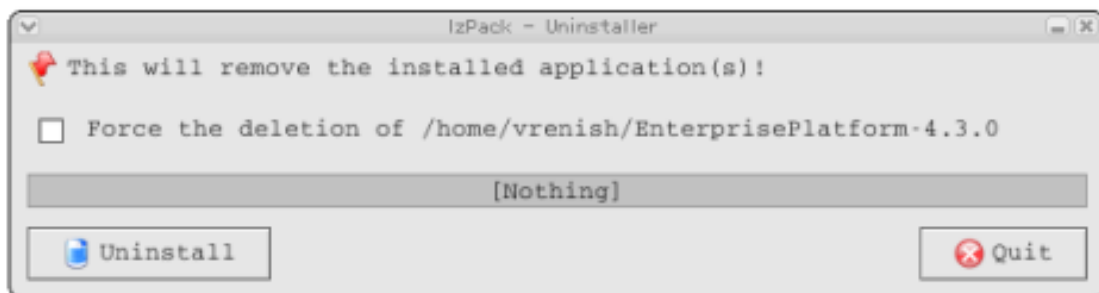 IzPack - Uninstaller
This will remove the installed application(s)!
Force the deletion of /home/vrenish/EnterprisePlatform-4.3.0
[Nothing]
Uninstall
Quit